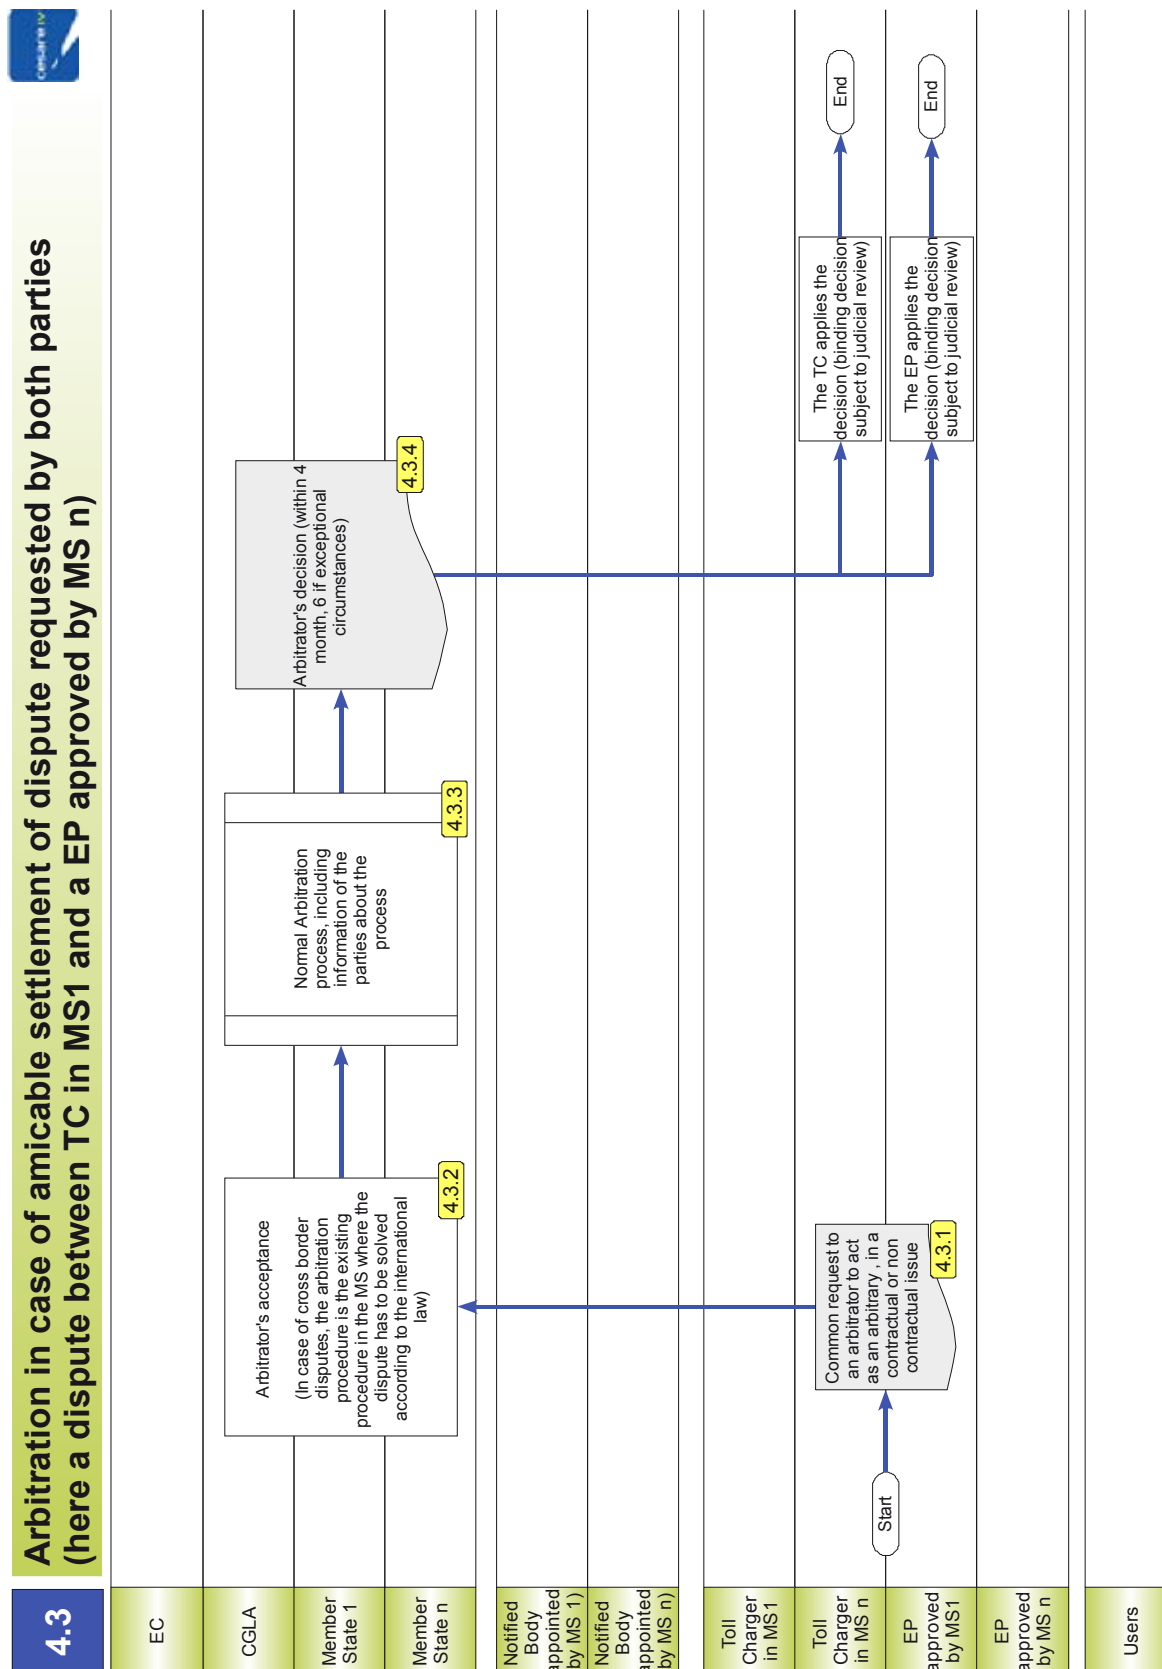 4.3
Arbitration in case of amicable settlement of dispute requested by both parties
(here a dispute between TC in MS1 and a EP approved by MS n)
cesare IV
EC
CGLA
Member
State 1
Member
State n
Notified
Body
appointed
by MS 1)
Notified
Body
appointed
by MS n)
Toll
Charger
in MS1
Toll
Charger
in MS n
EP
approved
by MS1
EP
approved
by MS n
Users
Start
Common request to
an arbitrator to act
as an arbitrary , in a
contractual or non
contractual issue
4.3.1
Arbitrator's acceptance
(In case of cross border
disputes, the arbitration
procedure is the existing
procedure in the MS where the
dispute has to be solved
according to the international
law)
4.3.2
Normal Arbitration
process, including
information of the
parties about the
process
4.3.3
Arbitrator's decision (within 4
month, 6 if exceptional
circumstances)
4.3.4
The TC applies the
decision (binding decision
subject to judicial review)
End
The EP applies the
decision (binding decision
subject to judicial review)
End